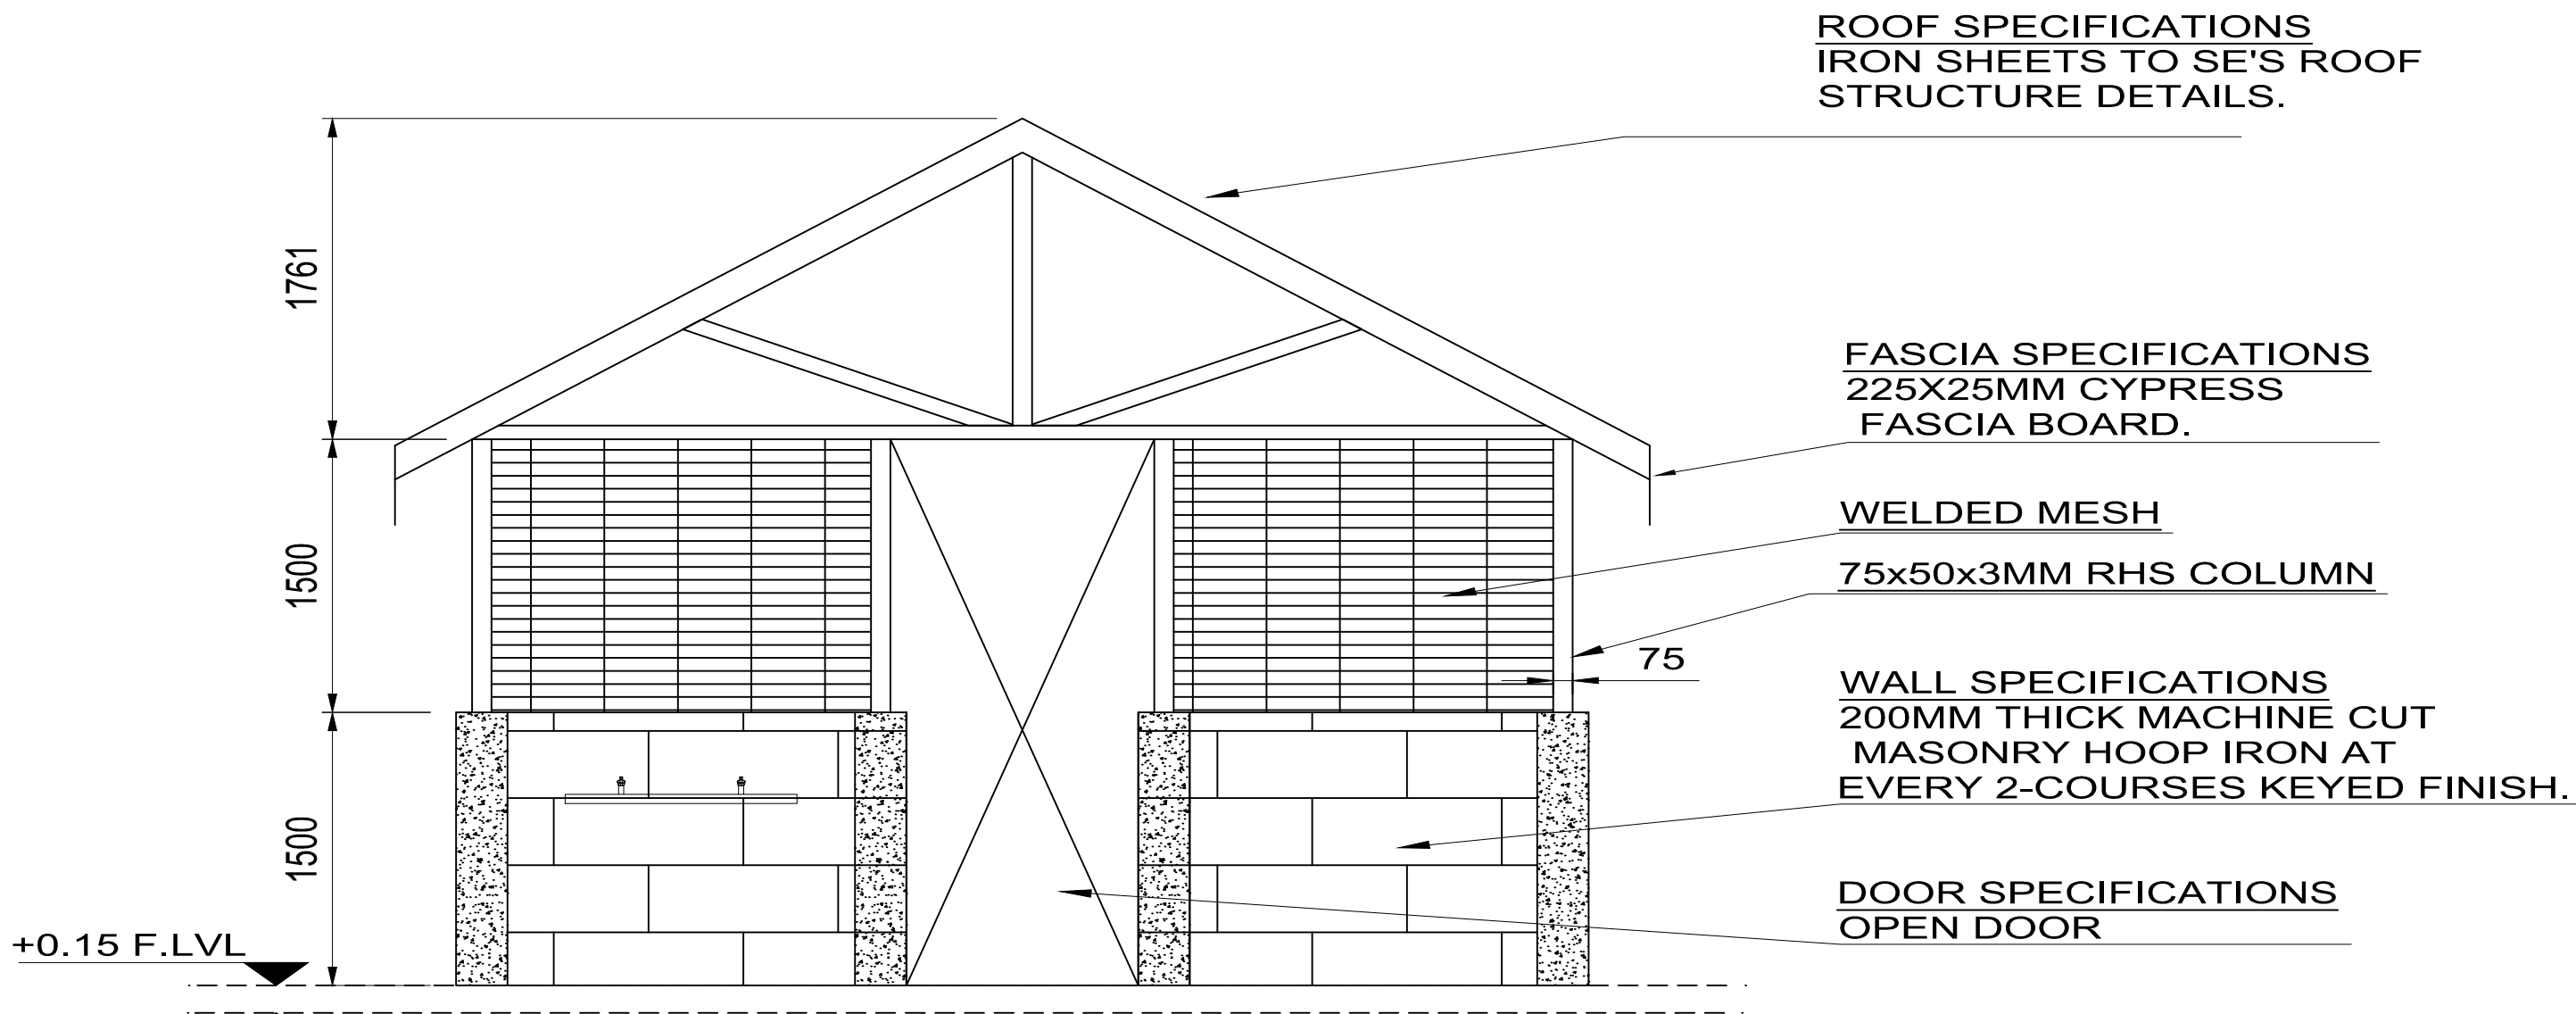 ROOF SPECIFICATIONS
IRON SHEETS TO SE'S ROOF
STRUCTURE DETAILS.
1761
FASCIA SPECIFICATIONS
225X25MM CYPRESS
FASCIA BOARD.
WELDED MESH
1500
75x50x3MM RHS COLUMN
75
WALL SPECIFICATIONS
200MM THICK MACHINE CUT
MASONRY HOOP IRON AT
EVERY 2-COURSES KEYED FINISH.
1500
DOOR SPECIFICATIONS
OPEN DOOR
+0.15 F.LVL